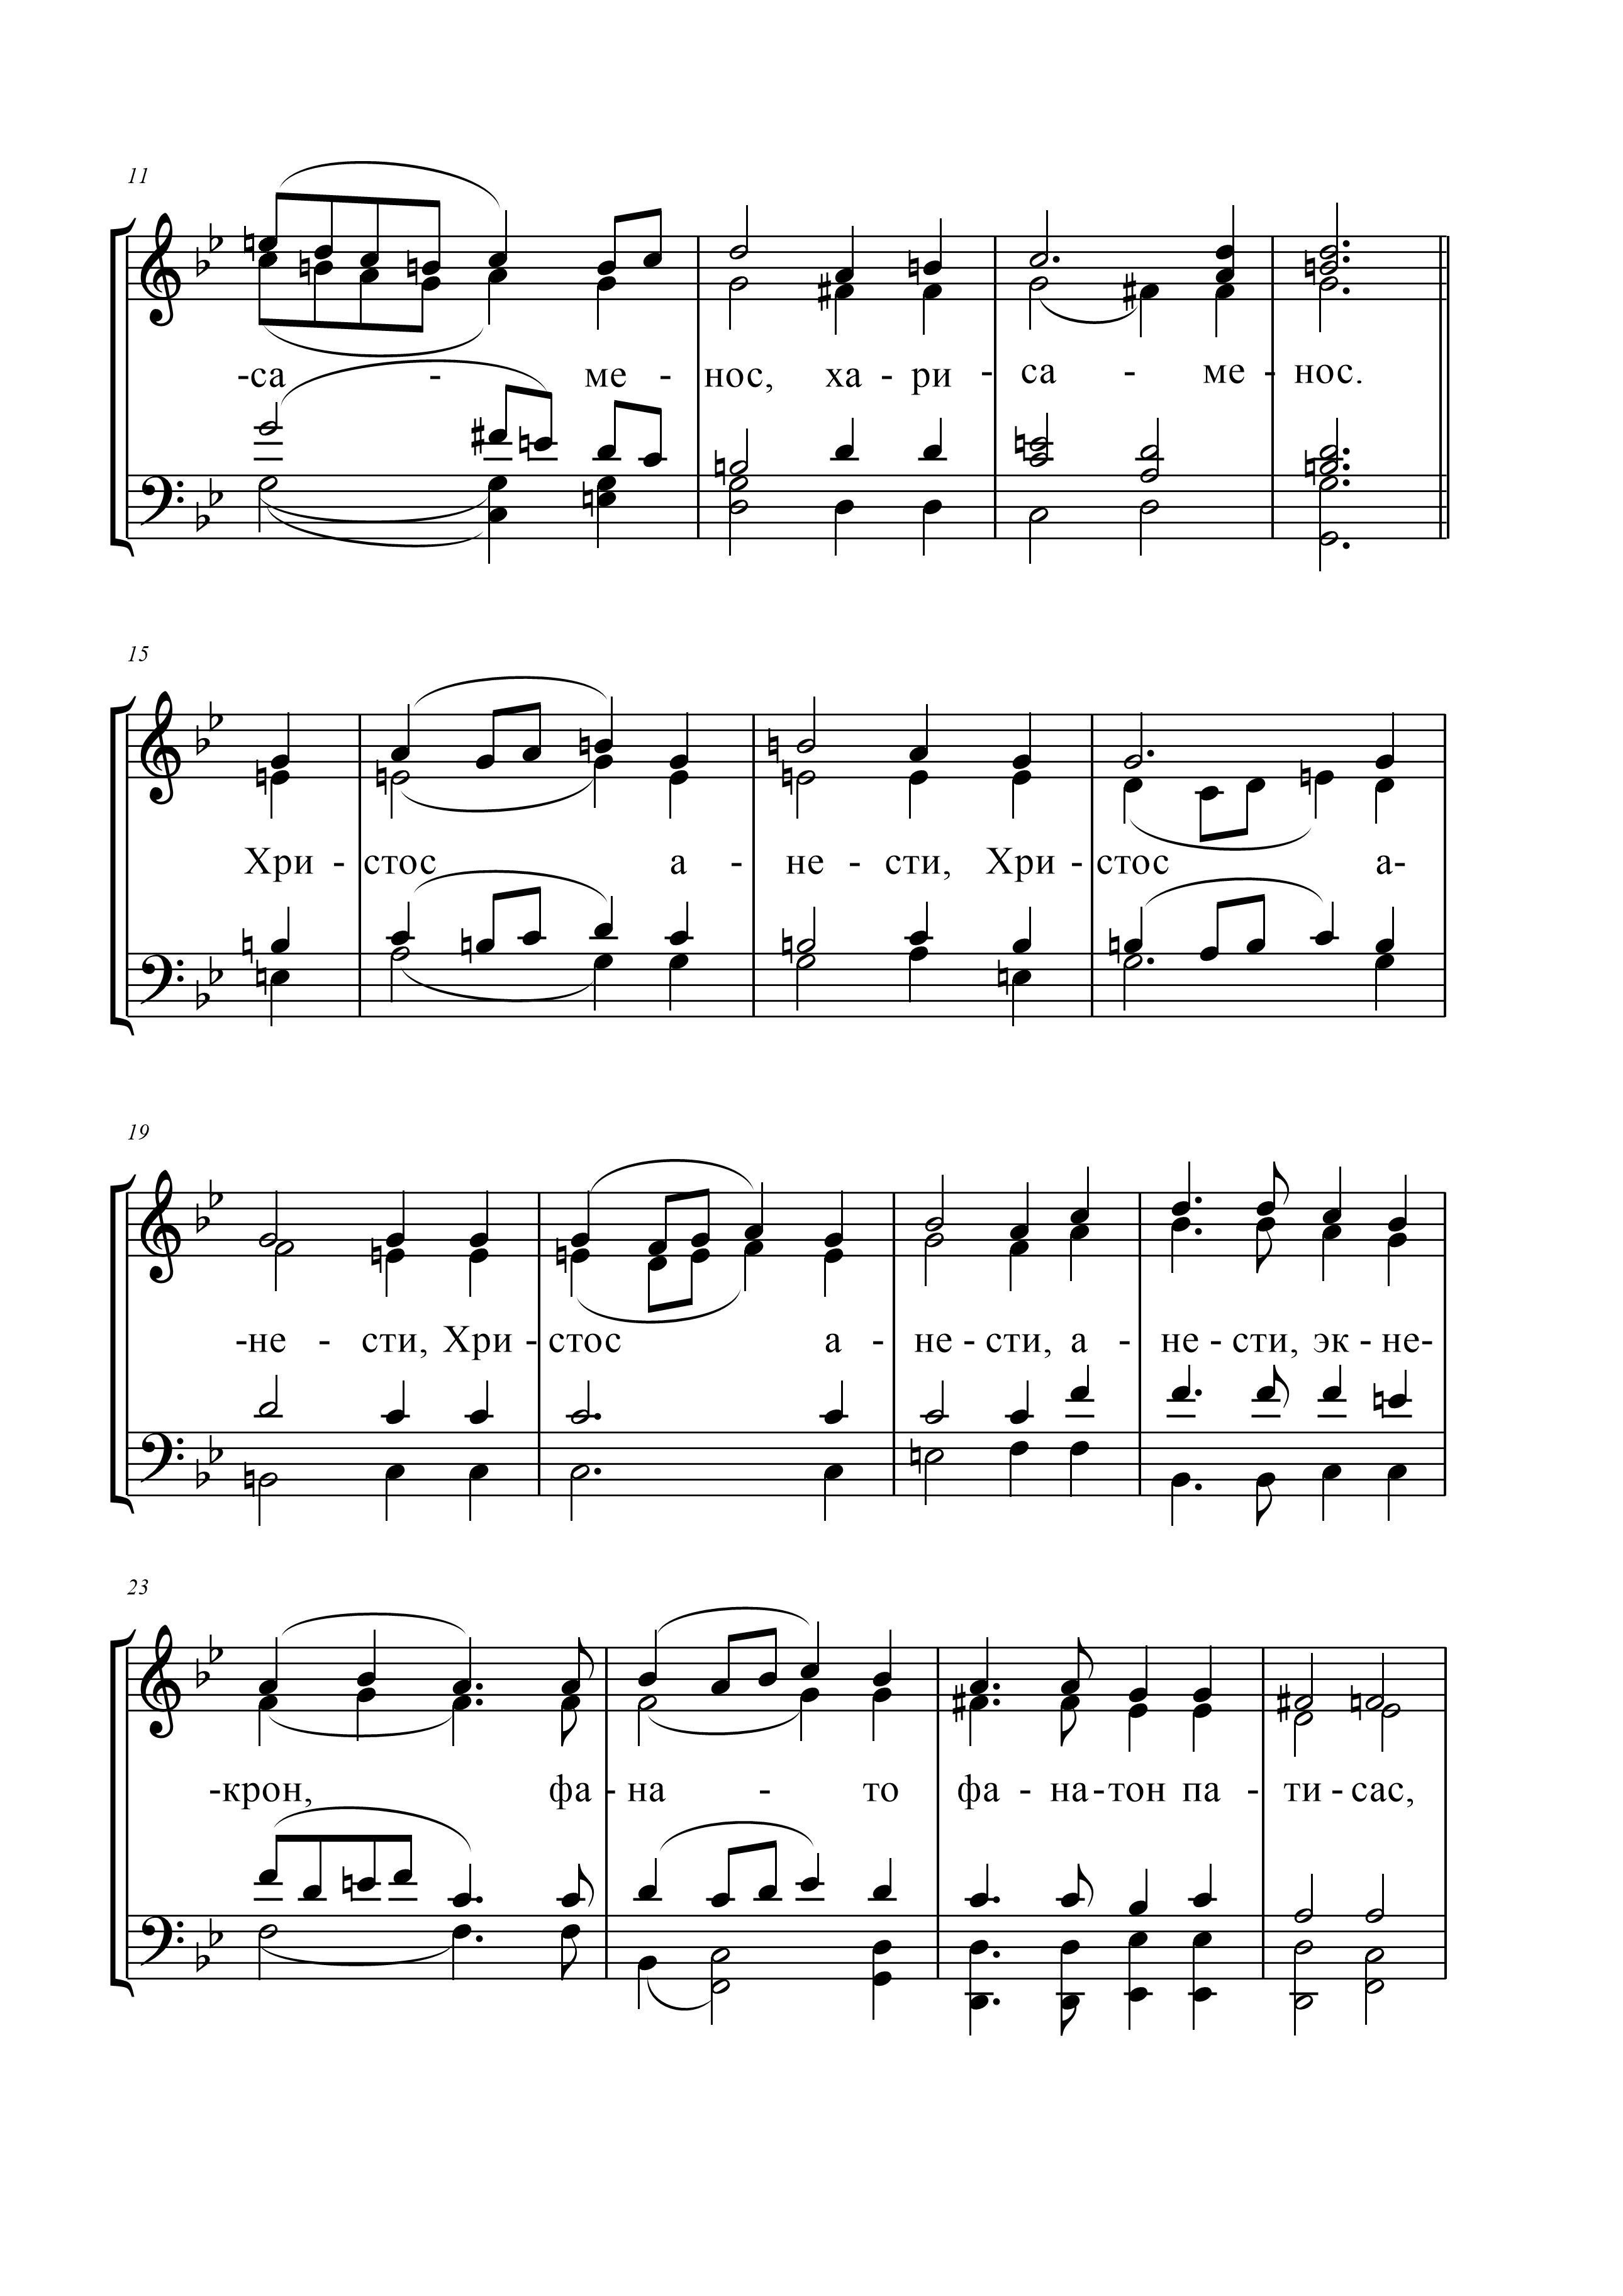 11
-са - ме - нос, ха - ри - са - ме - нос.
15
Хри - стос а - не - сти, Хри - стос а-
19
-не - сти, Хри - стос а - не - сти, а - не - сти, эк - не-
23
-крон, фа - на - то фа - на - тон па - ти - сас,